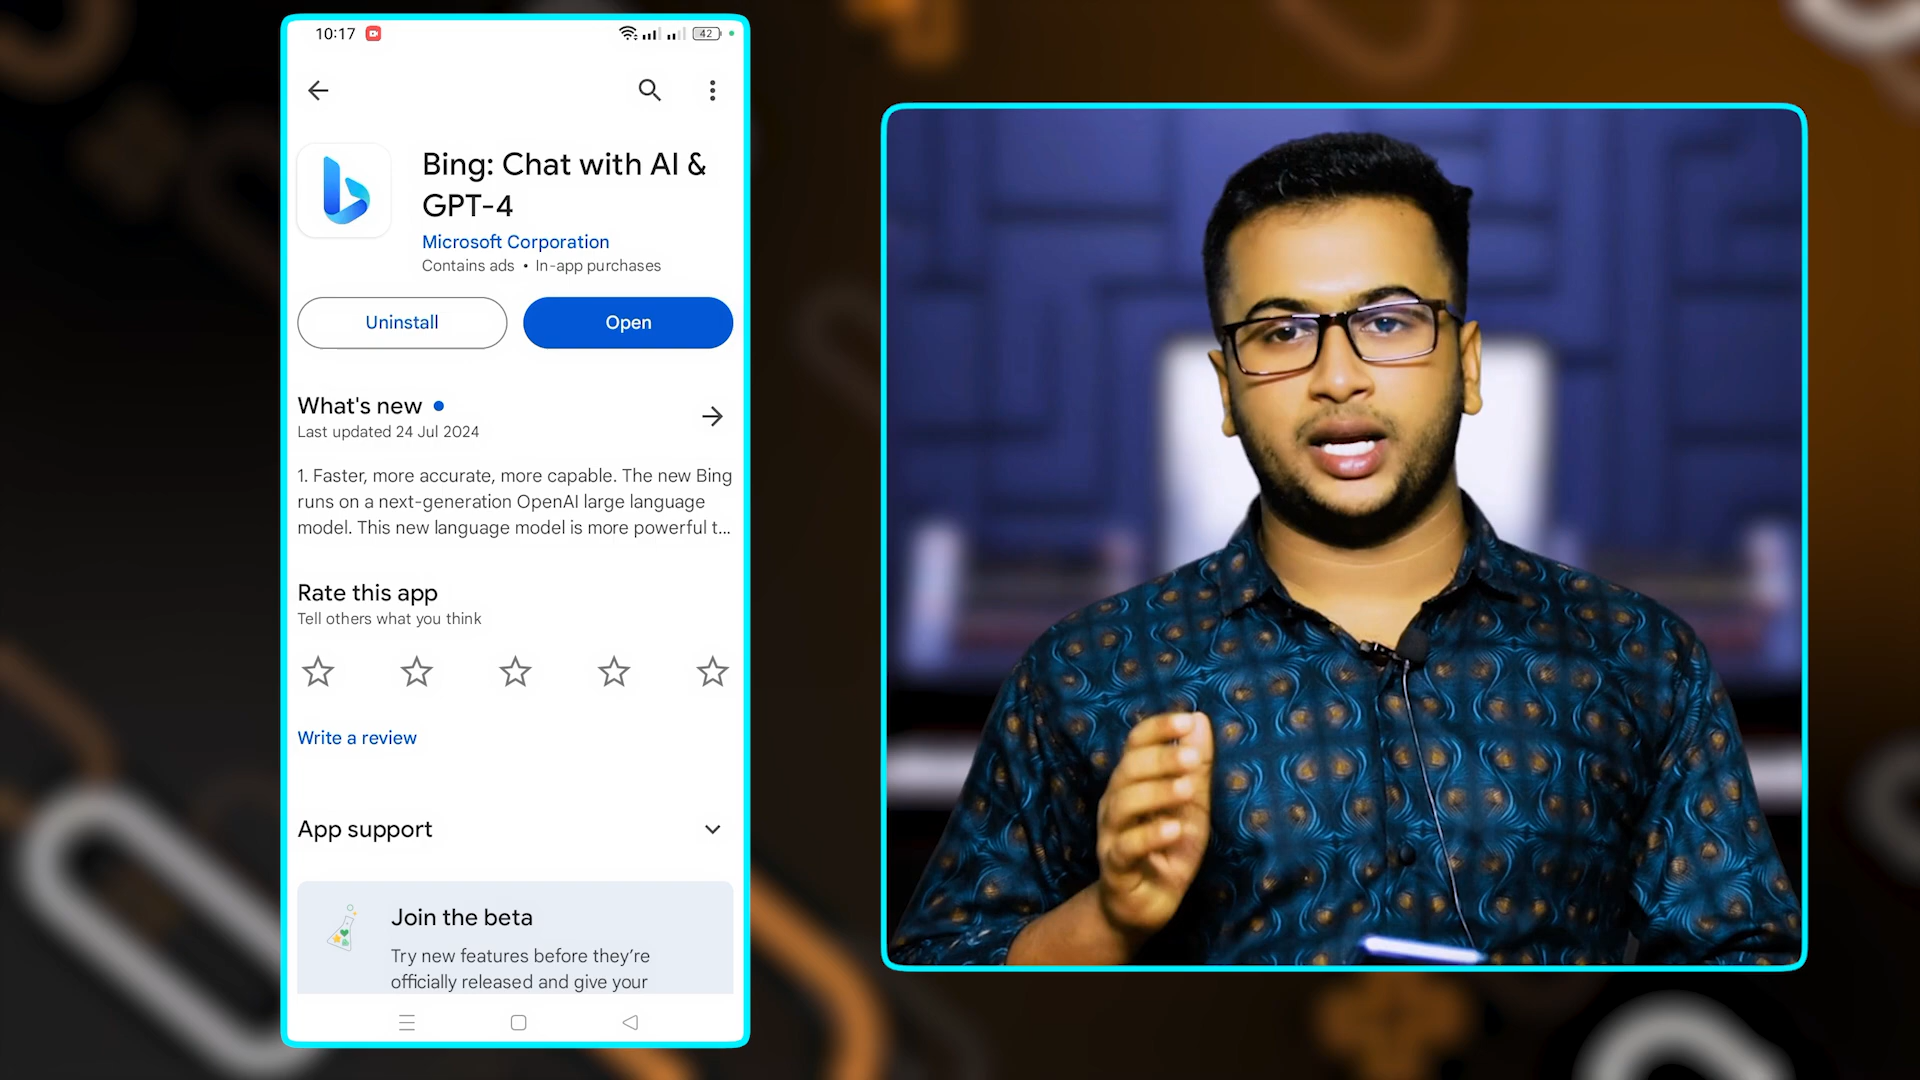 10:17
42
Bing: Chat with AI &
GPT-4
Microsoft Corporation
Contains ads • In-app purchases
Uninstall
Open
What's new
Last updated 24 Jul 2024
1. Faster, more accurate, more capable. The new Bing
runs on a next-generation OpenAI large language
model. This new language model is more powerful t...
Rate this app
Tell others what you think
Write a review
App support
Join the beta
Try new features before they're
officially released and give your